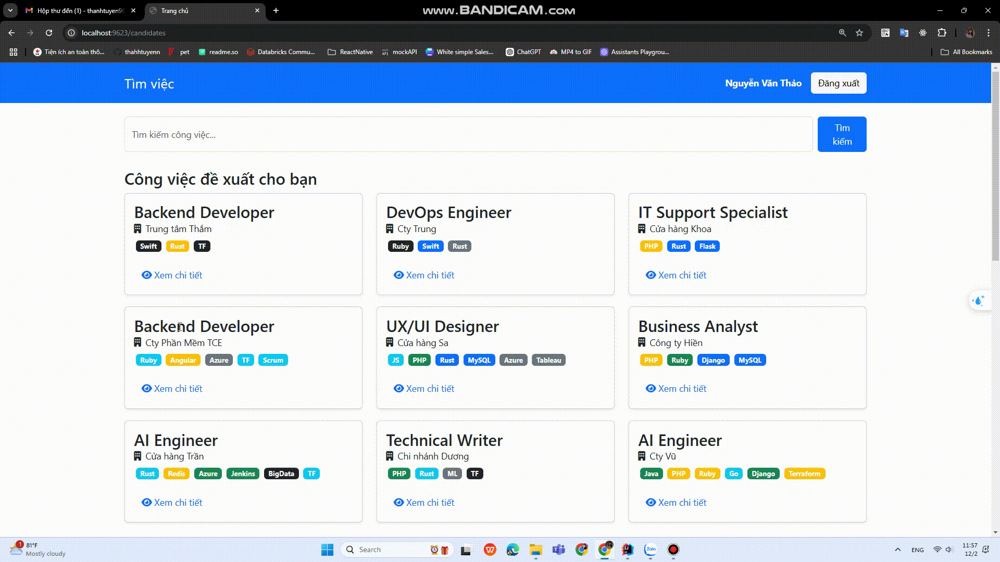 Hộp thư đến (1) - thanhtuyen96
Trang chủ
www.BANDICAM.com
localhost:9623/candidates
Tiện ích an toàn thô...
thahhtuyenn
pet
readme.so
Databricks Commu...
ReactNative
mockAPI
White simple Sales...
ChatGPT
MP4 to GIF
Assistants Playgrou...
All Bookmarks
Tìm việc
Nguyễn Văn Thảo
Đăng xuất
Tìm kiếm công việc...
Tìm
kiếm
Công việc đề xuất cho bạn
Backend Developer
Trung tâm Thắm
Swift Rust TF
Xem chi tiết
DevOps Engineer
Cty Trung
Ruby Swift Rust
Xem chi tiết
IT Support Specialist
Cửa hàng Khoa
PHP Rust Flask
Xem chi tiết
Backend Developer
Cty Phần Mềm TCE
Ruby Angular Azure TF Scrum
Xem chi tiết
UX/UI Designer
Cửa hàng Sa
JS PHP Rust MySQL Azure Tableau
Xem chi tiết
Business Analyst
Công ty Hiền
PHP Ruby Django MySQL
Xem chi tiết
AI Engineer
Cửa hàng Trần
Rust Redis Azure Jenkins BigData TF
Xem chi tiết
Technical Writer
Chi nhánh Dương
PHP Rust ML TF
Xem chi tiết
AI Engineer
Cty Vũ
Java PHP Ruby Go Django Terraform
Xem chi tiết
1
81°F
Mostly cloudy
Search
Zalo
ENG
11:57
12/2